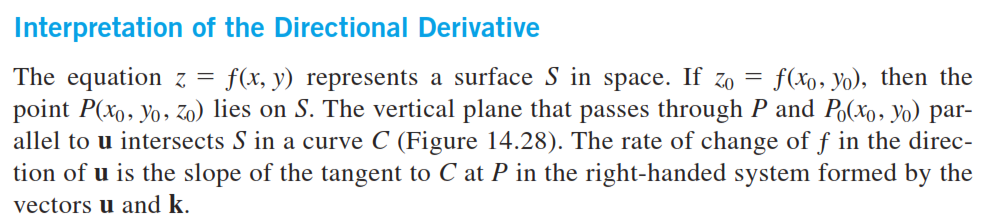 Interpretation of the Directional Derivative
The equation z = f(x, y) represents a surface S in space. If z₀ = f(x₀, y₀), then the
point P(x₀, y₀, z₀) lies on S. The vertical plane that passes through P and P₀(x₀, y₀) par-
allel to u intersects S in a curve C (Figure 14.28). The rate of change of f in the direc-
tion of u is the slope of the tangent to C at P in the right-handed system formed by the
vectors u and k.